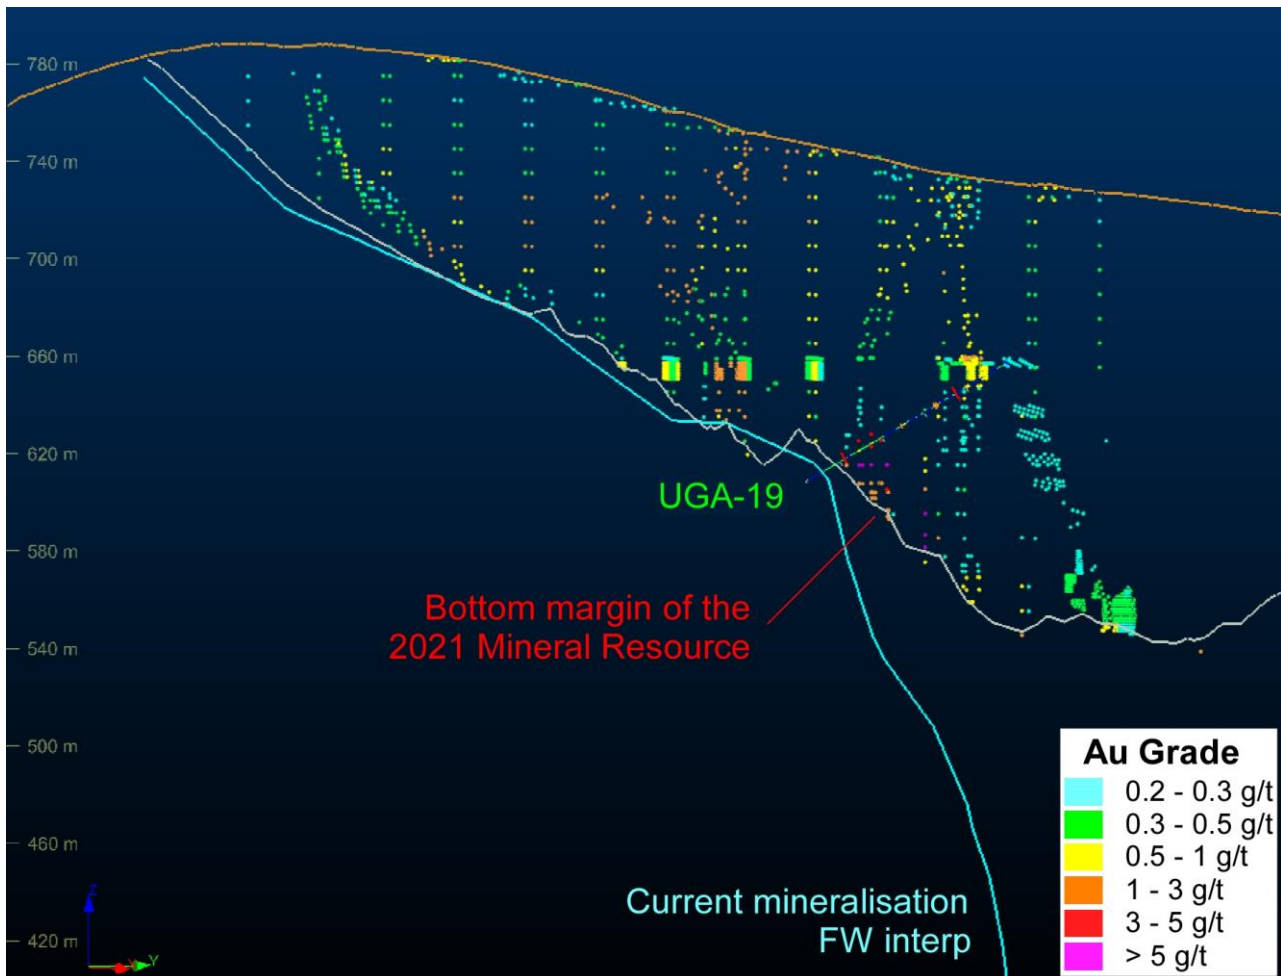 780 m
740 m
700 m
660 m
620 m
580 m
540 m
500 m
460 m
420 m
UGA-19
Bottom margin of the
2021 Mineral Resource
Current mineralisation
FW interp
Au Grade
0.2 - 0.3 g/t
0.3 - 0.5 g/t
0.5 - 1 g/t
1 - 3 g/t
3 - 5 g/t
> 5 g/t
Z
X
Y